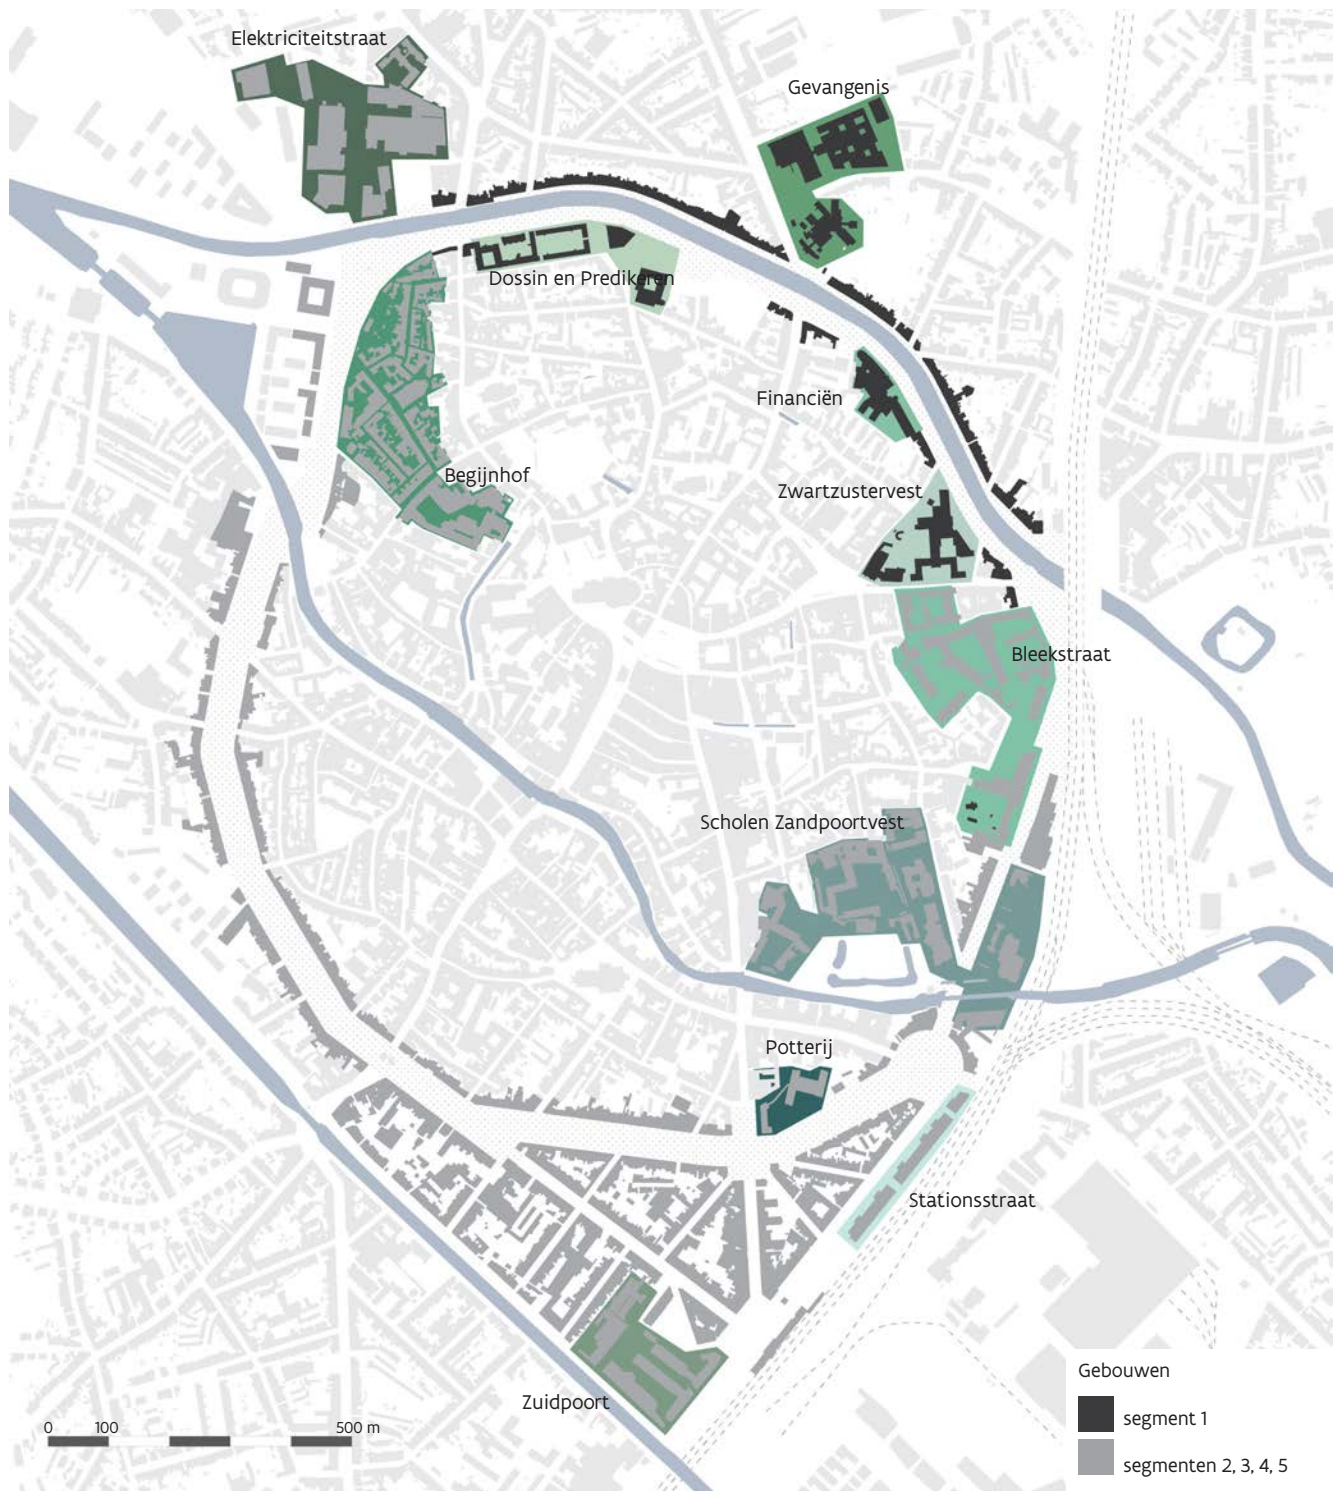 Elektriciteitstraat
Gevangenis
Dossin en Predikeren
Financiën
Begijnhof
Zwartzustervest
Bleekstraat
Scholen Zandpoortvest
Potterij
Stationsstraat
Zuidpoort
0 100 500 m
Gebouwen
segment 1
segmenten 2, 3, 4, 5